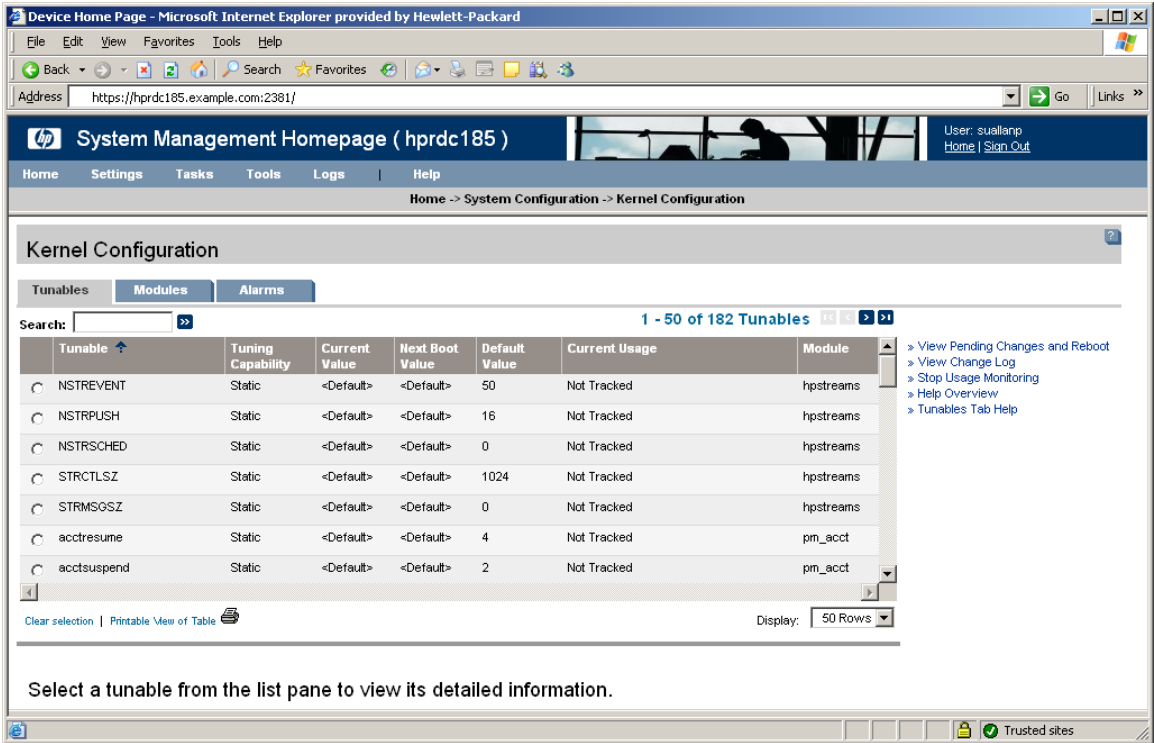 Device Home Page - Microsoft Internet Explorer provided by Hewlett-Packard
File Edit View Favorites Tools Help
Back Search Favorites
Address https://hprdc185.example.com:2381/ Go Links »
hp System Management Homepage ( hprdc185 )
User: suallanp
Home | Sign Out
Home Settings Tasks Tools Logs | Help
Home -> System Configuration -> Kernel Configuration
Kernel Configuration ?
Tunables Modules Alarms
Search: » 1 - 50 of 182 Tunables
Tunable Tuning Capability Current Value Next Boot Value Default Value Current Usage Module
NSTREVENT Static <Default> <Default> 50 Not Tracked hpstreams
NSTRPUSH Static <Default> <Default> 16 Not Tracked hpstreams
NSTRSCHED Static <Default> <Default> 0 Not Tracked hpstreams
STRCTLSZ Static <Default> <Default> 1024 Not Tracked hpstreams
STRMSGSZ Static <Default> <Default> 0 Not Tracked hpstreams
acctresume Static <Default> <Default> 4 Not Tracked pm_acct
acctsuspend Static <Default> <Default> 2 Not Tracked pm_acct
» View Pending Changes and Reboot
» View Change Log
» Stop Usage Monitoring
» Help Overview
» Tunables Tab Help
Clear selection | Printable View of Table Display: 50 Rows
Select a tunable from the list pane to view its detailed information.
Trusted sites